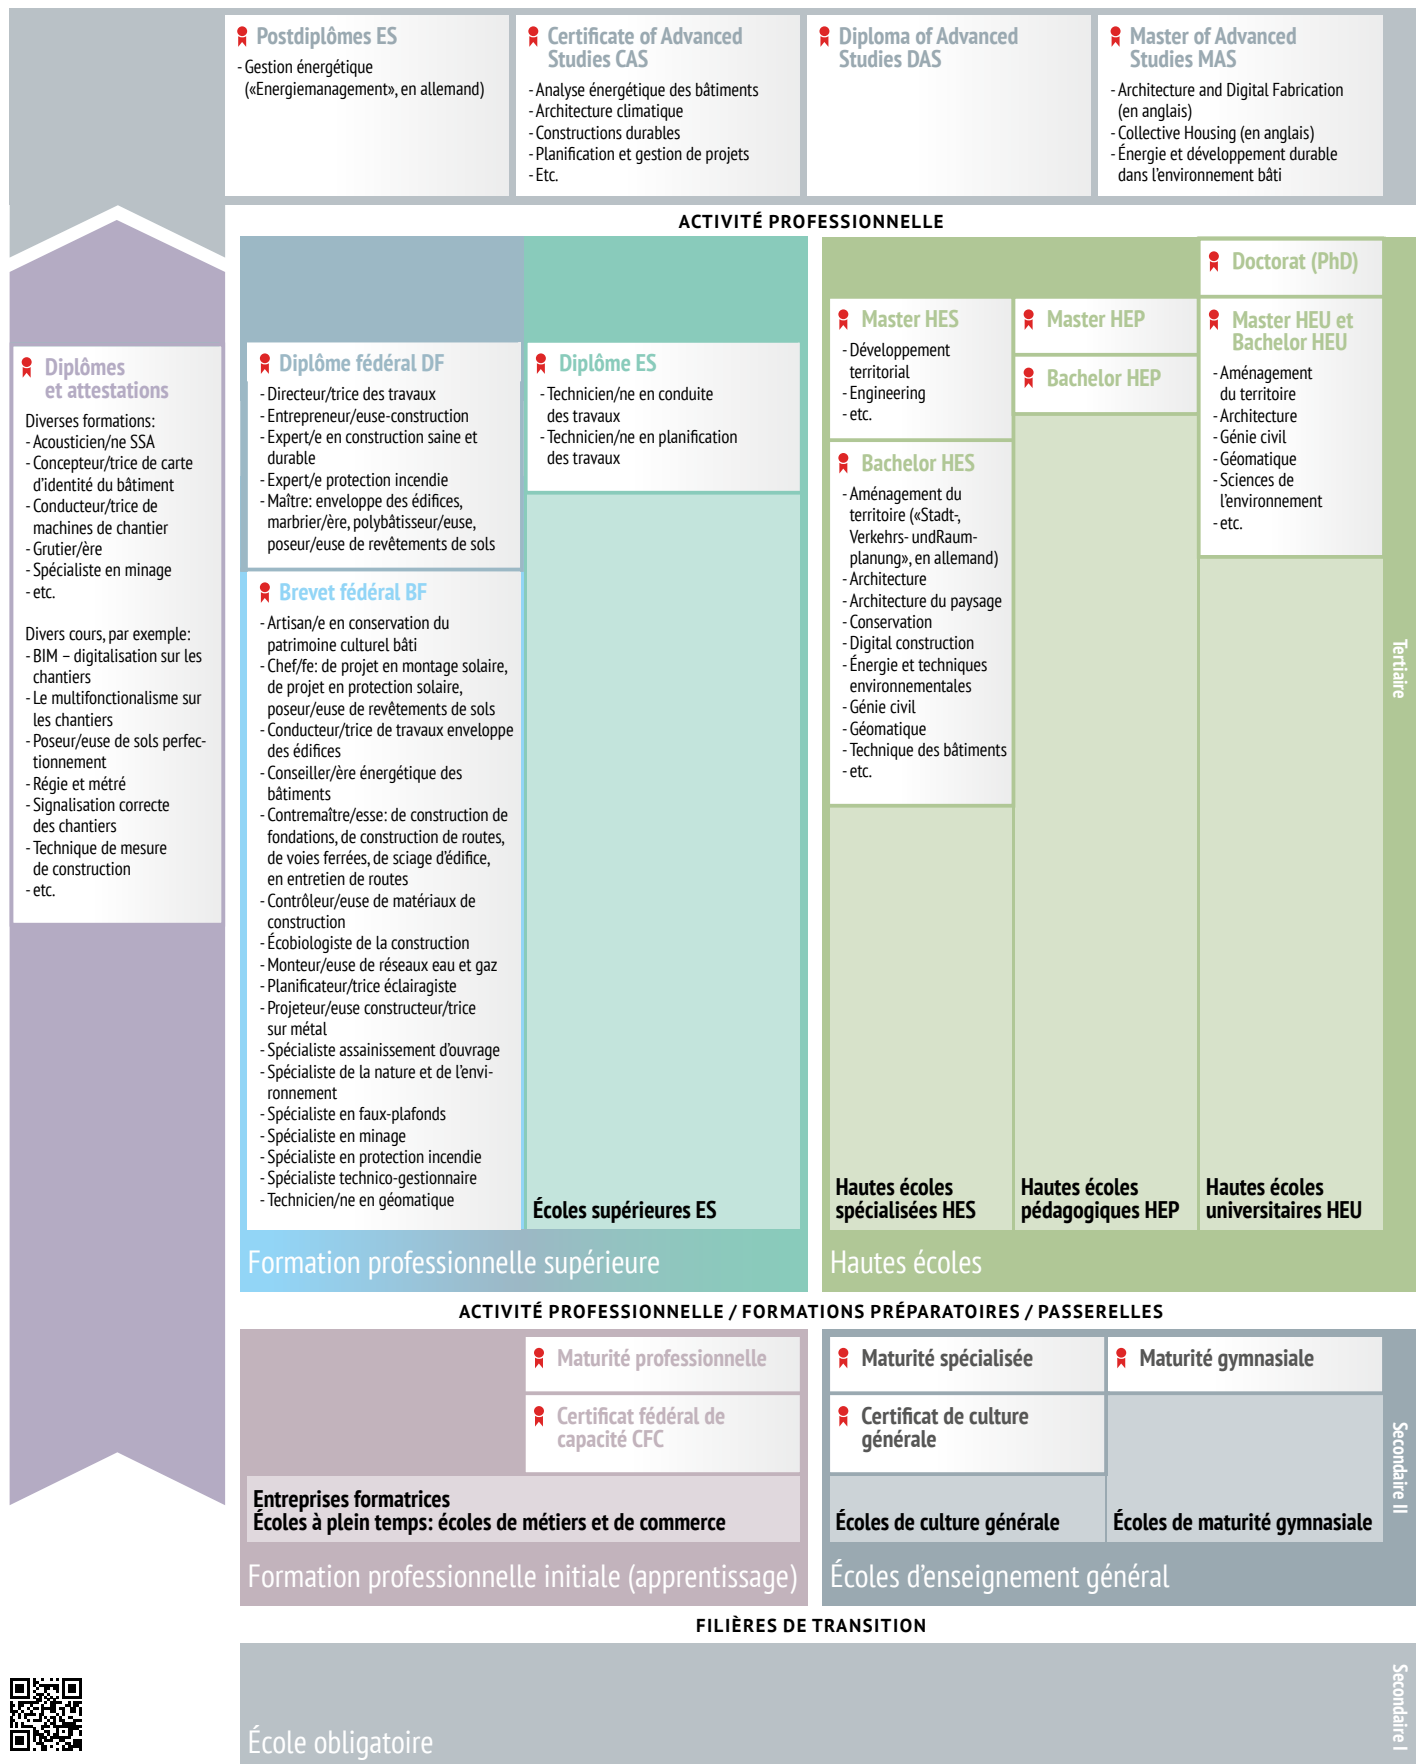 Postdiplômes ES
- Gestion énergétique
(«Energiemanagement», en allemand)
Certificate of Advanced
Studies CAS
- Analyse énergétique des bâtiments
- Architecture climatique
- Constructions durables
- Planification et gestion de projets
- Etc.
Diploma of Advanced
Studies DAS
Master of Advanced
Studies MAS
- Architecture and Digital Fabrication
(en anglais)
- Collective Housing (en anglais)
- Énergie et développement durable
dans l'environnement bâti
ACTIVITÉ PROFESSIONNELLE
Diplômes
et attestations
Diverses formations:
- Acousticien/ne SSA
- Concepteur/trice de carte
d'identité du bâtiment
- Conducteur/trice de
machines de chantier
- Grutier/ère
- Spécialiste en minage
- etc.
Divers cours, par exemple:
- BIM – digitalisation sur les
chantiers
- Le multifonctionalisme sur
les chantiers
- Poseur/euse de sols perfec-
tionnement
- Régie et métré
- Signalisation correcte
des chantiers
- Technique de mesure
de construction
- etc.
Diplôme fédéral DF
- Directeur/trice des travaux
- Entrepreneur/euse-construction
- Expert/e en construction saine et
durable
- Expert/e protection incendie
- Maître: enveloppe des édifices,
marbrier/ère, polybâtisseur/euse,
poseur/euse de revêtements de sols
Brevet fédéral BF
- Artisan/e en conservation du
patrimoine culturel bâti
- Chef/fe: de projet en montage solaire,
de projet en protection solaire,
poseur/euse de revêtements de sols
- Conducteur/trice de travaux enveloppe
des édifices
- Conseiller/ère énergétique des
bâtiments
- Contremaître/esse: de construction de
fondations, de construction de routes,
de voies ferrées, de sciage d'édifice,
en entretien de routes
- Contrôleur/euse de matériaux de
construction
- Écobiologiste de la construction
- Monteur/euse de réseaux eau et gaz
- Planificateur/trice éclairagiste
- Projeteur/euse constructeur/trice
sur métal
- Spécialiste assainissement d'ouvrage
- Spécialiste de la nature et de l'envi-
ronnement
- Spécialiste en faux-plafonds
- Spécialiste en minage
- Spécialiste en protection incendie
- Spécialiste technico-gestionnaire
- Technicien/ne en géomatique
Diplôme ES
- Technicien/ne en conduite
des travaux
- Technicien/ne en planification
des travaux
Écoles supérieures ES
Formation professionnelle supérieure
Master HES
- Développement
territorial
- Engineering
- etc.
Bachelor HES
- Aménagement du
territoire («Stadt-,
Verkehrs- undRaum-
planung», en allemand)
- Architecture
- Architecture du paysage
- Conservation
- Digital construction
- Énergie et techniques
environnementales
- Génie civil
- Géomatique
- Technique des bâtiments
- etc.
Hautes écoles
spécialisées HES
Master HEP
Bachelor HEP
Hautes écoles
pédagogiques HEP
Doctorat (PhD)
Master HEU et
Bachelor HEU
- Aménagement
du territoire
- Architecture
- Génie civil
- Géomatique
- Sciences de
l'environnement
- etc.
Hautes écoles
universitaires HEU
Hautes écoles
Tertiaire
ACTIVITÉ PROFESSIONNELLE / FORMATIONS PRÉPARATOIRES / PASSERELLES
Maturité professionnelle
Certificat fédéral de
capacité CFC
Entreprises formatrices
Écoles à plein temps: écoles de métiers et de commerce
Formation professionnelle initiale (apprentissage)
Maturité spécialisée
Certificat de culture
générale
Écoles de culture générale
Maturité gymnasiale
Écoles de maturité gymnasiale
Écoles d'enseignement général
Secondaire II
FILIÈRES DE TRANSITION
École obligatoire
Secondaire I